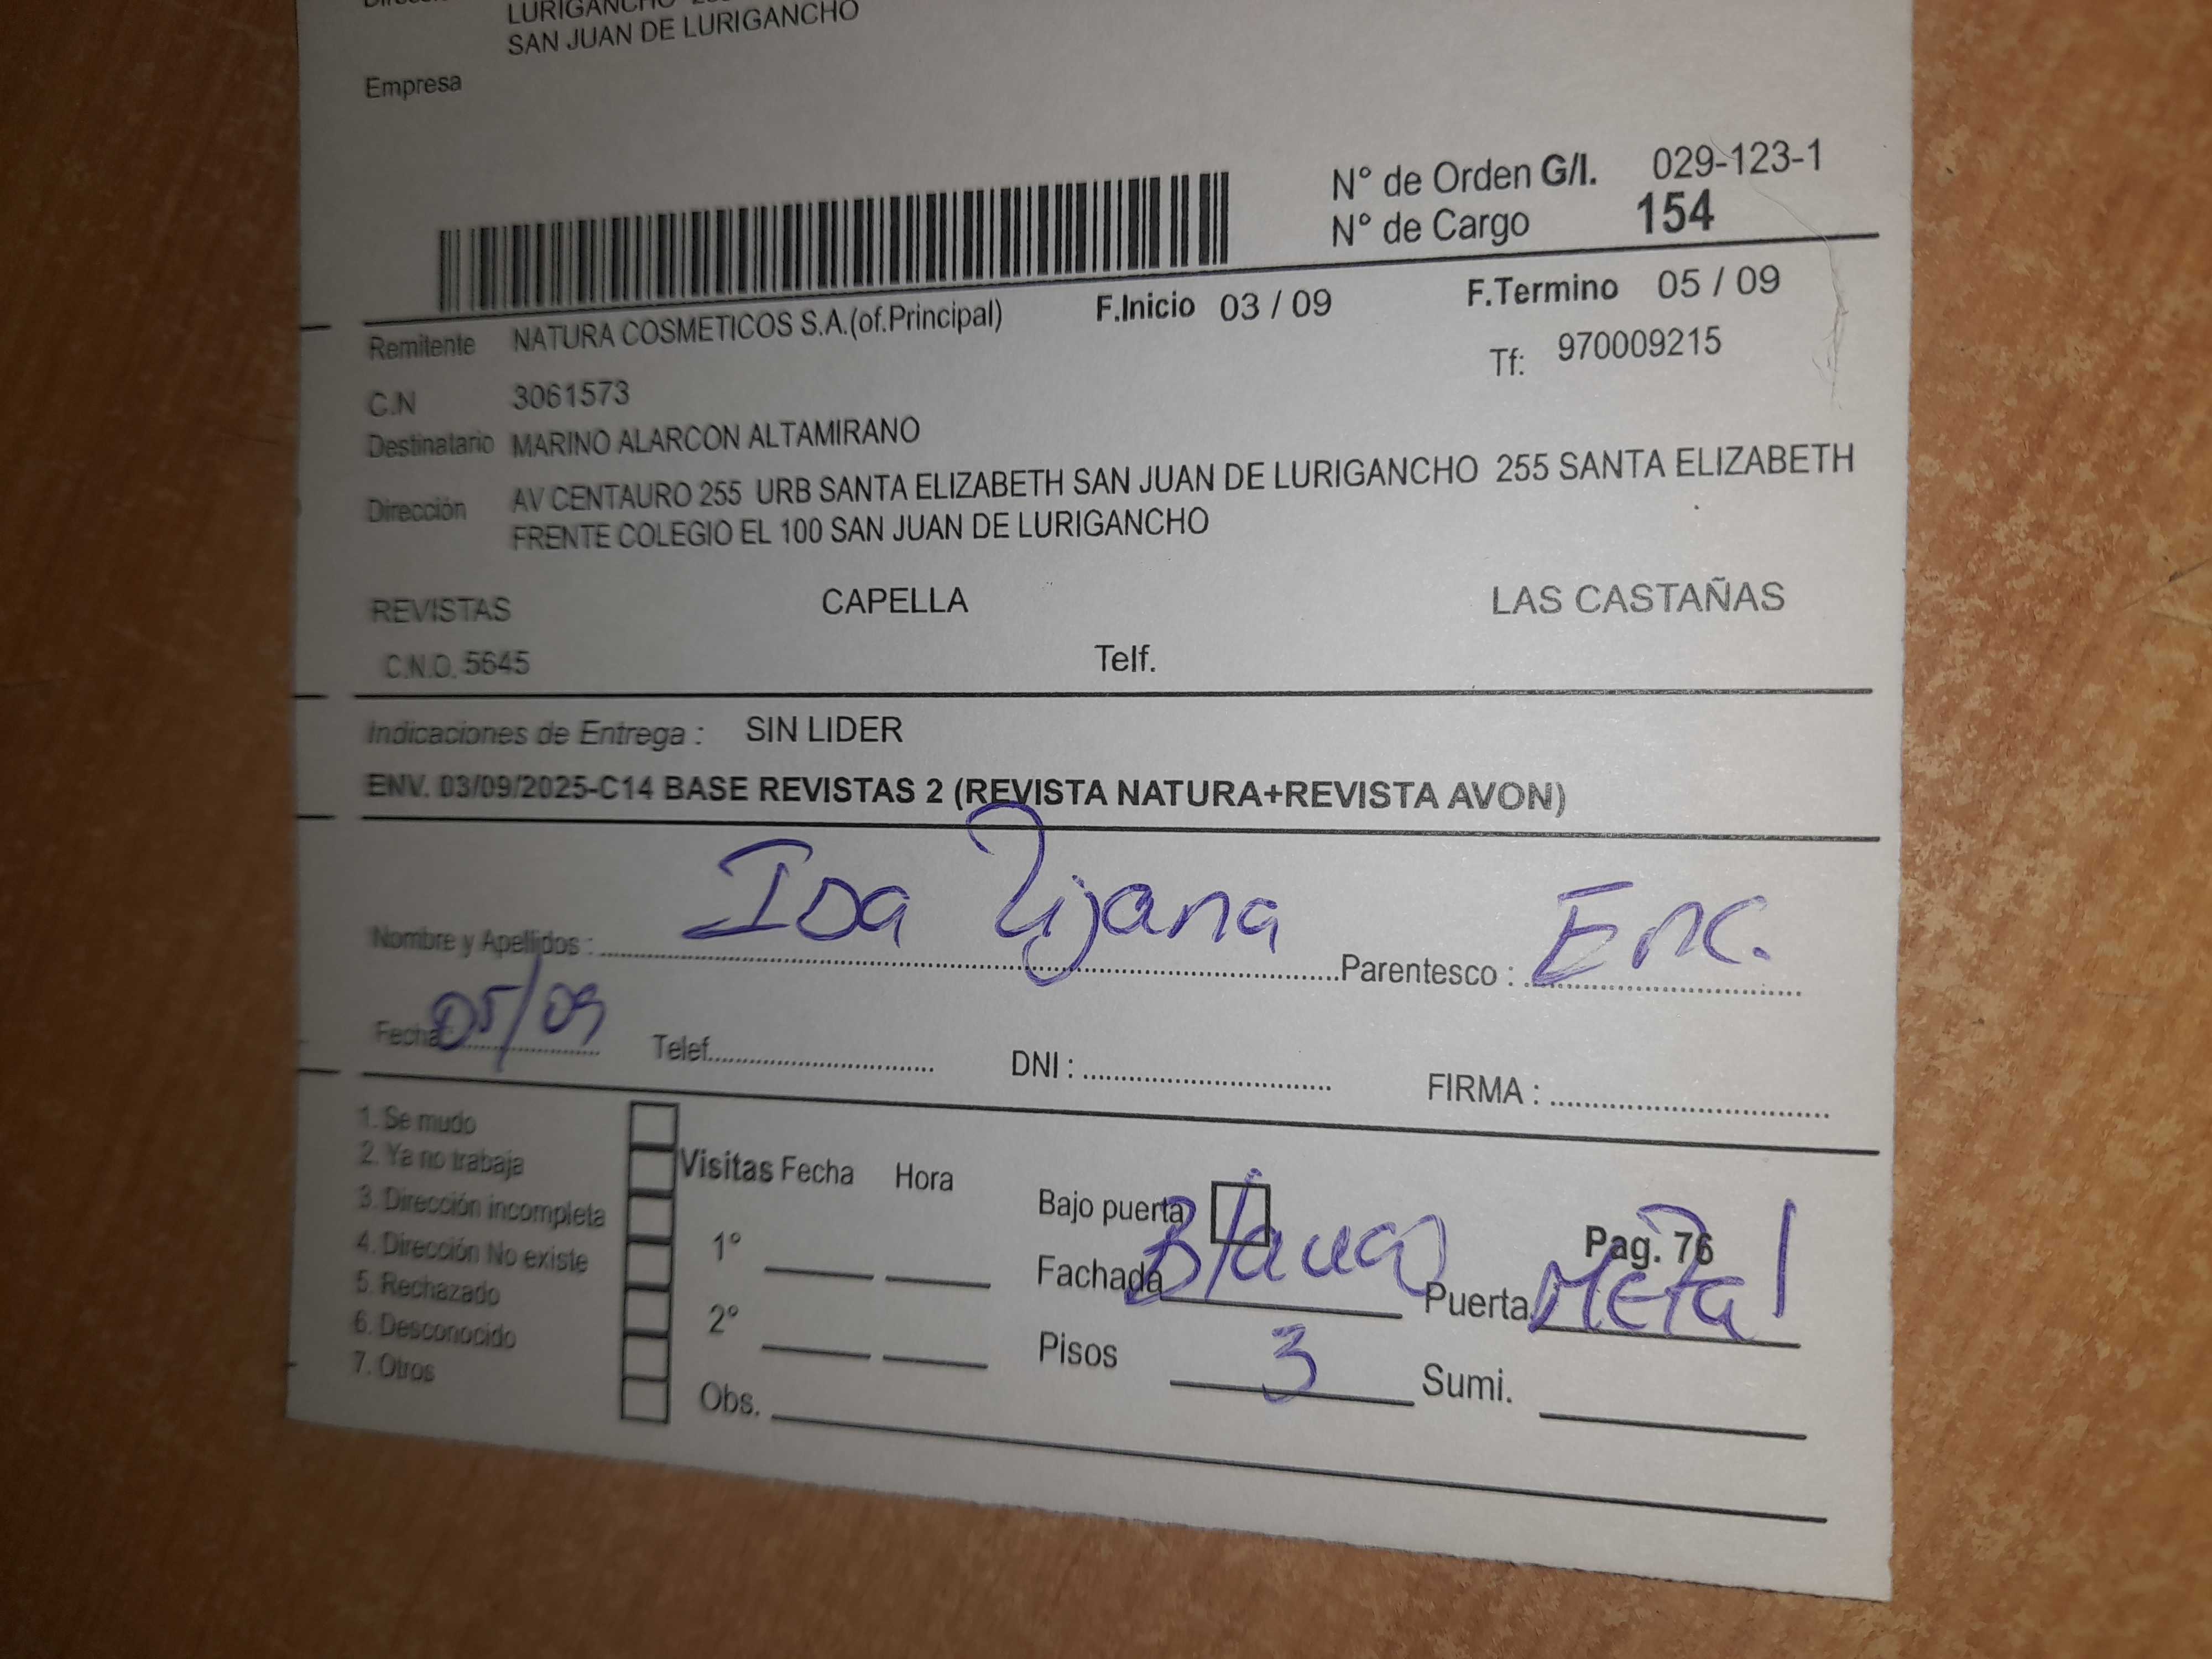 LURIGANCHO
SAN JUAN DE LURIGANCHO
Empresa
N° de Orden G/I. 029-123-1
N° de Cargo 154
Remitente NATURA COSMETICOS S.A.(of.Principal) F.Inicio 03 / 09 F.Termino 05 / 09
C.N 3061573 Tf: 970009215
Destinatario MARINO ALARCON ALTAMIRANO
Dirección AV CENTAURO 255 URB SANTA ELIZABETH SAN JUAN DE LURIGANCHO 255 SANTA ELIZABETH
FRENTE COLEGIO EL 100 SAN JUAN DE LURIGANCHO
REVISTAS CAPELLA LAS CASTAÑAS
C.N.O. 5645 Telf.
Indicaciones de Entrega : SIN LIDER
ENV. 03/09/2025-C14 BASE REVISTAS 2 (REVISTA NATURA+REVISTA AVON)
Nombre y Apellidos : Ida Parentesco : Enc.
Fecha 05/09 Telef. DNI : FIRMA :
1. Se mudo
2. Ya no trabaja
3. Dirección incompleta
4. Dirección No existe
5. Rechazado
6. Desconocido
7. Otros
Visitas Fecha Hora
1°
2°
Obs.
Bajo puerta Pag. 76
Fachada Blanca Puerta Metal
Pisos 3 Sumi.